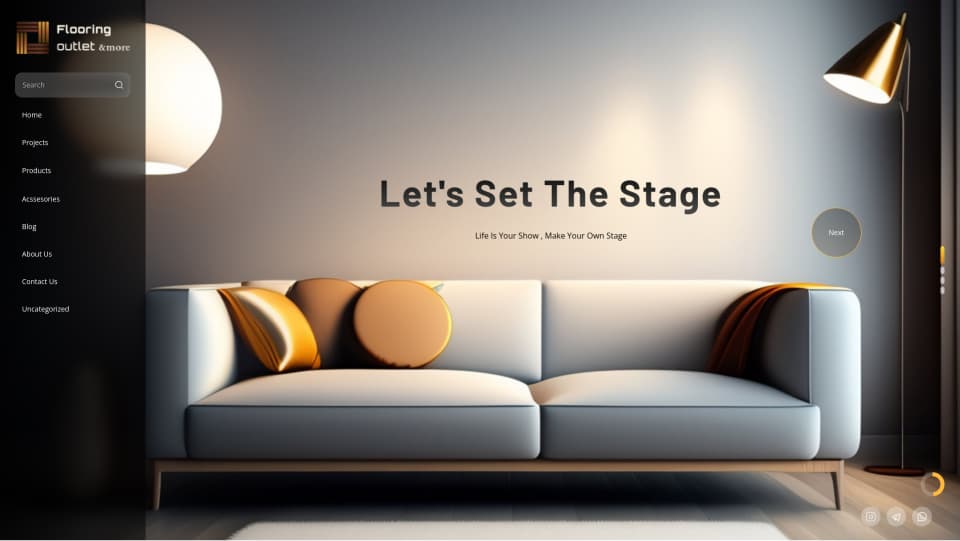 Flooring
outlet &more
Search
Home
Projects
Products
Acssesories
Blog
About Us
Contact Us
Uncategorized
Let's Set The Stage
Life Is Your Show , Make Your Own Stage
Next